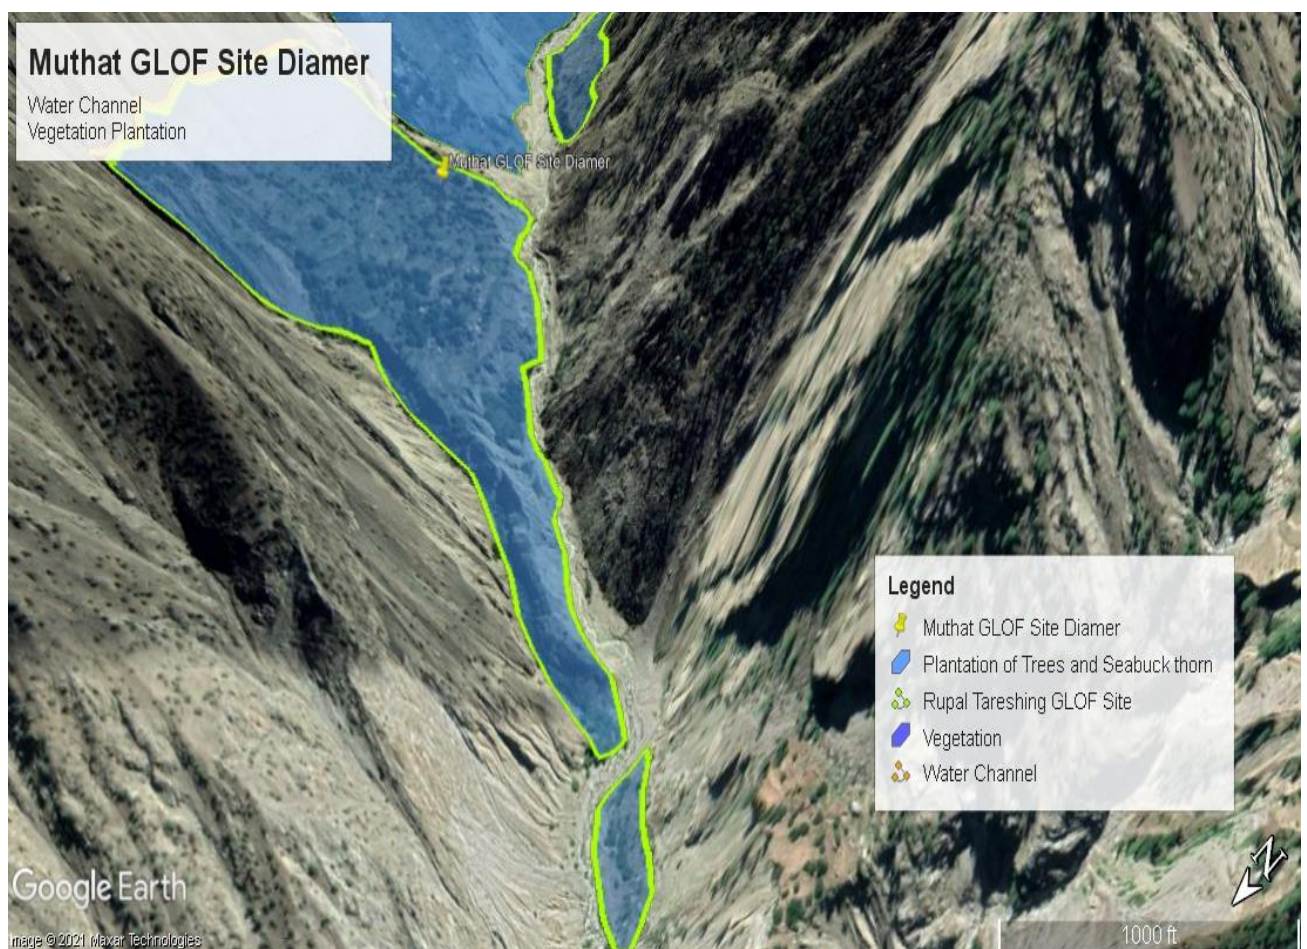 Muthat GLOF Site Diamer
Water Channel
Vegetation Plantation
Muthat GLOF Site Diamer
Legend
Muthat GLOF Site Diamer
Plantation of Trees and Seabuck thorn
Rupal Tareshing GLOF Site
Vegetation
Water Channel
N
Google Earth
Image © 2021 Maxar Technologies
1000 ft